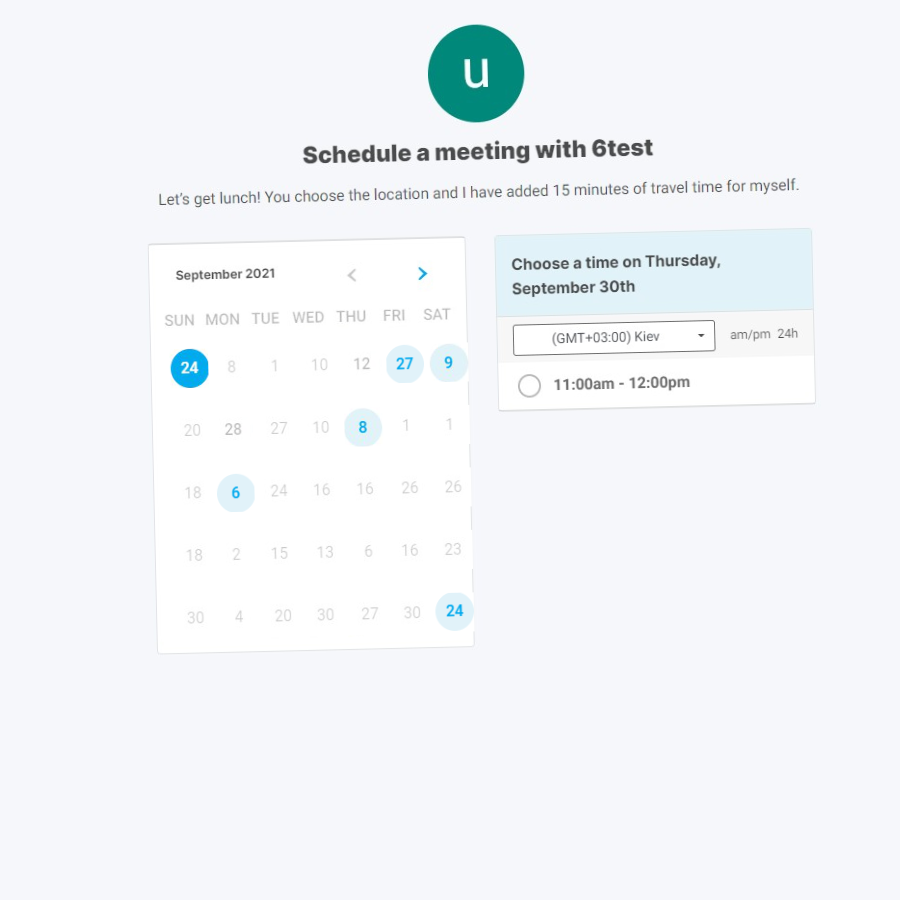 u
Schedule a meeting with 6test
Let's get lunch! You choose the location and I have added 15 minutes of travel time for myself.
September 2021
SUN MON TUE WED THU FRI SAT
24 8 1 10 12 27 9
20 28 27 10 8 1 1
18 6 24 16 16 26 26
18 2 15 13 6 16 23
30 4 20 30 27 30 24
Choose a time on Thursday,
September 30th
(GMT+03:00) Kiev am/pm 24h
11:00am - 12:00pm